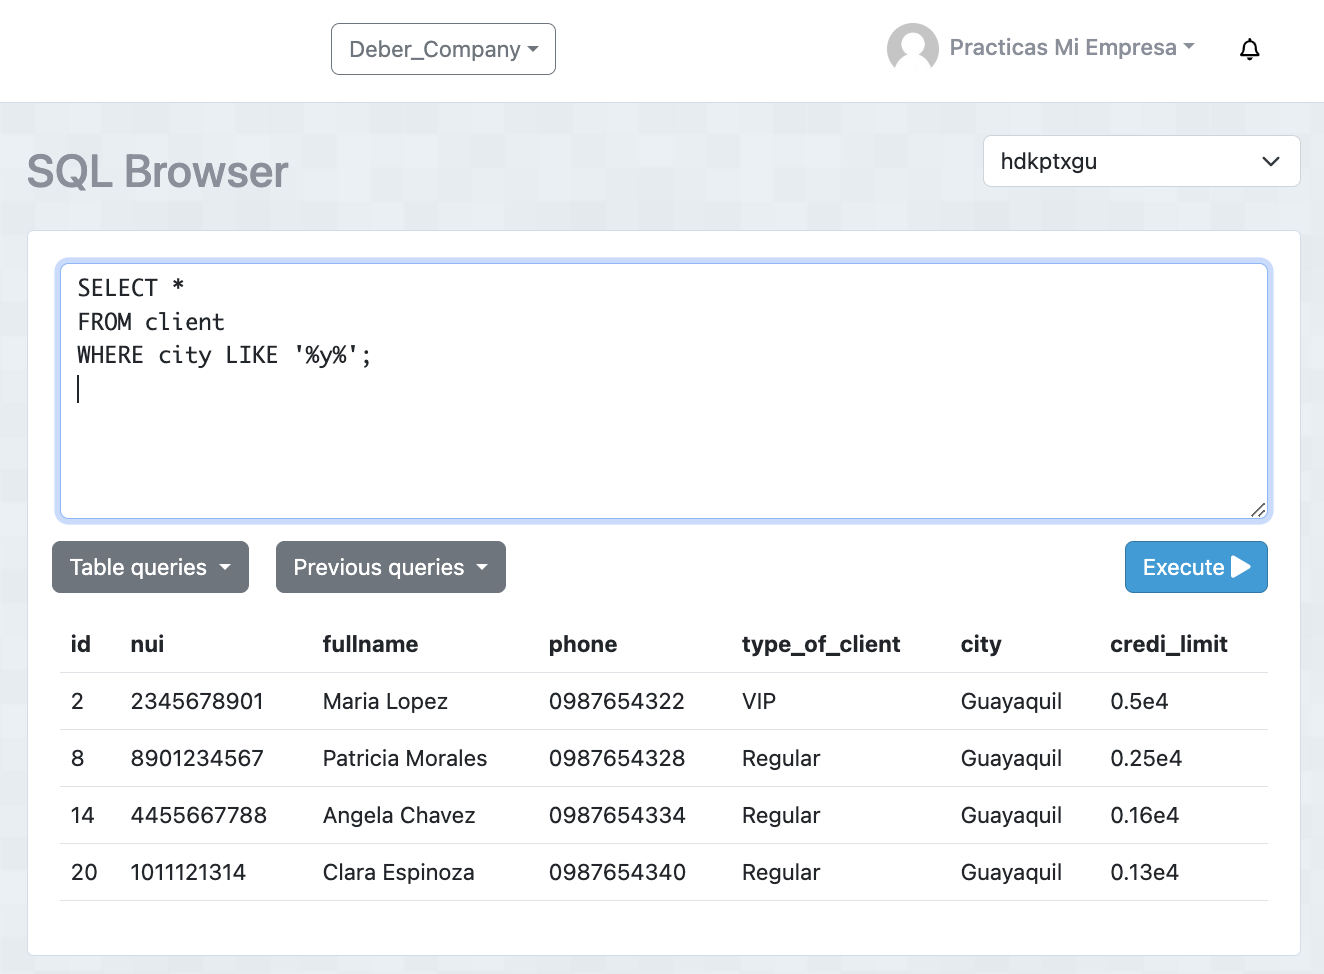 Deber_Company
Practicas Mi Empresa
SQL Browser
hdkptxgu
SELECT *
FROM client
WHERE city LIKE '%y%';
Table queries
Previous queries
Execute
id nui fullname phone type_of_client city credi_limit
2 2345678901 Maria Lopez 0987654322 VIP Guayaquil 0.5e4
8 8901234567 Patricia Morales 0987654328 Regular Guayaquil 0.25e4
14 4455667788 Angela Chavez 0987654334 Regular Guayaquil 0.16e4
20 1011121314 Clara Espinoza 0987654340 Regular Guayaquil 0.13e4